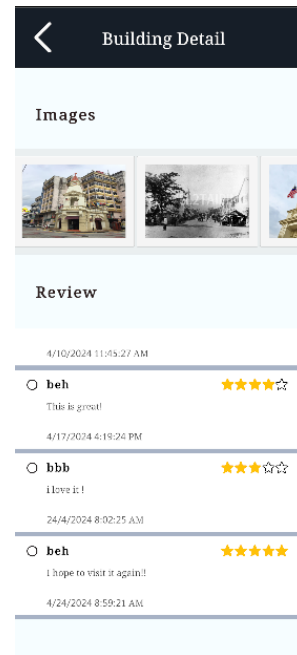 Building Detail
Images
Review
4/10/2024 11:45:27 AM
beh
This is great!
4/17/2024 4:19:24 PM
bbb
i love it !
24/4/2024 8:02:25 AM
beh
I hope to visit it again!!
4/24/2024 8:59:21 AM